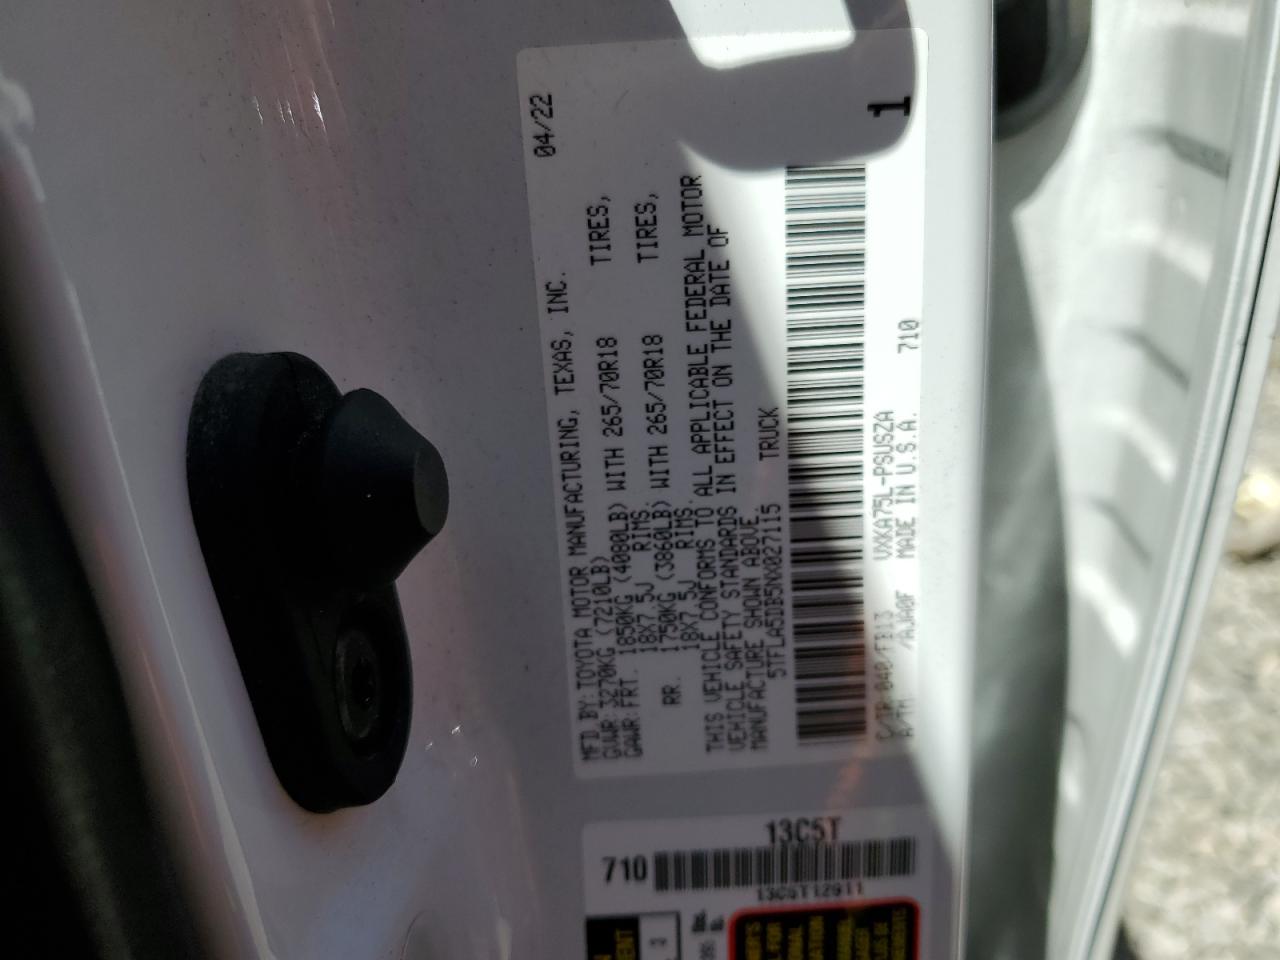 MFD BY: TOYOTA MOTOR MANUFACTURING, TEXAS, INC. 04/22
GVWR: 3270KG (7210LB)
GAWR: FRT. 1850KG (4080LB) WITH 265/70R18 TIRES,
18X7.5J RIMS.
RR. 1750KG (3860LB) WITH 265/70R18 TIRES,
18X7.5J RIMS.
THIS VEHICLE CONFORMS TO ALL APPLICABLE FEDERAL MOTOR
VEHICLE SAFETY STANDARDS IN EFFECT ON THE DATE OF
MANUFACTURE SHOWN ABOVE.
5TFLA5DB5NX027115 TRUCK
1
C/TR:040/FB13 VXKA75L-PSUSZA
A/TM /AJA0F MADE IN U.S.A. 710
13C5T
710
13C5T12911